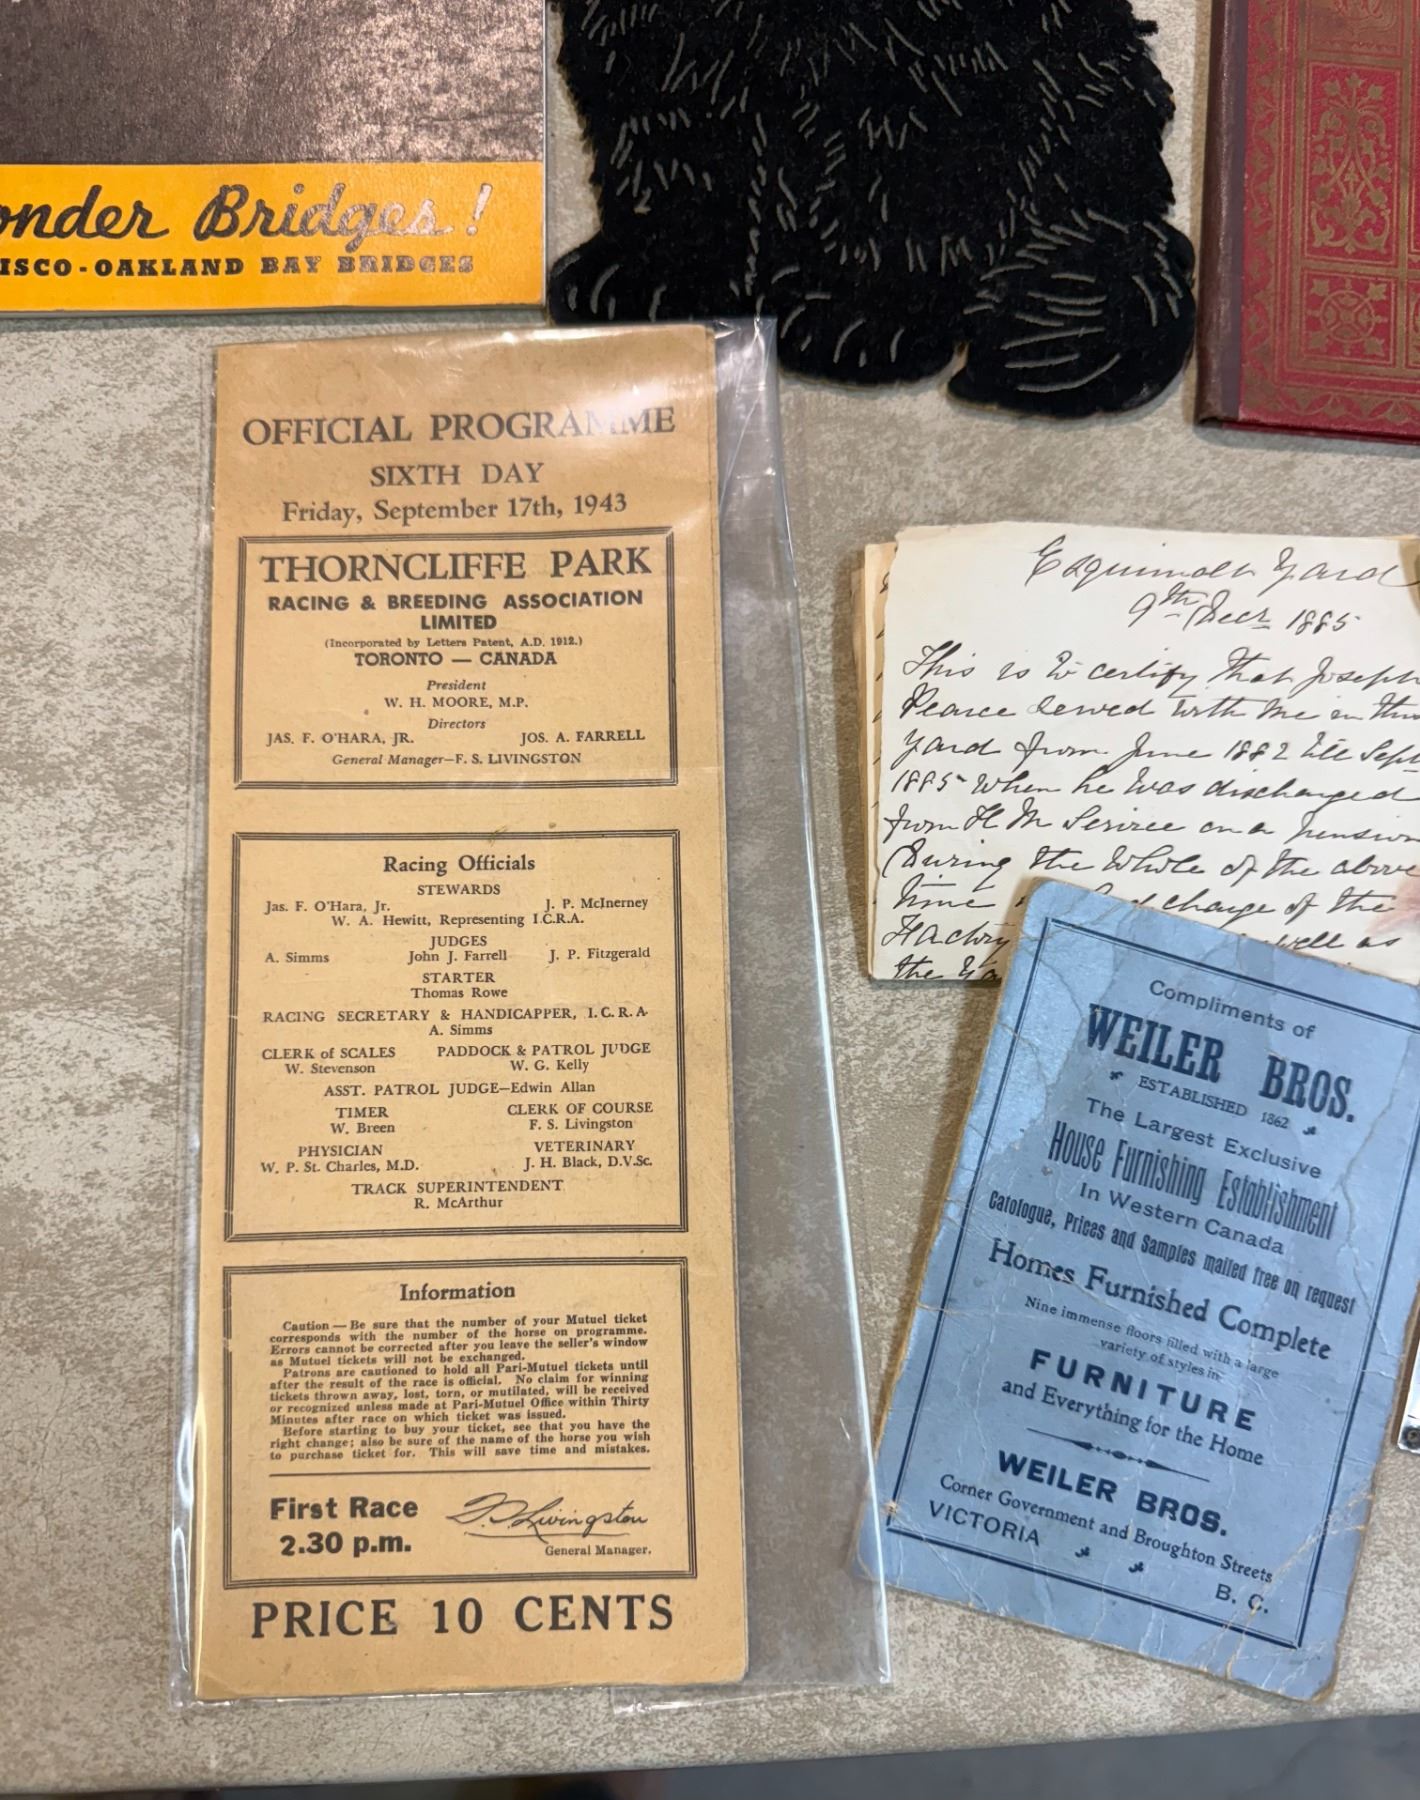 onder Bridges!
ISCO - OAKLAND BAY BRIDGES
OFFICIAL PROGRAMME
SIXTH DAY
Friday, September 17th, 1943
THORNCLIFFE PARK
RACING & BREEDING ASSOCIATION
LIMITED
(Incorporated by Letters Patent, A.D. 1912.)
TORONTO — CANADA
President
W. H. MOORE, M.P.
Directors
JAS. F. O'HARA, JR. JOS. A. FARRELL
General Manager—F. S. LIVINGSTON
Racing Officials
STEWARDS
Jas. F. O'Hara, Jr. J. P. McInerney
W. A. Hewitt, Representing I.C.R.A.
JUDGES
A. Simms John J. Farrell J. P. Fitzgerald
STARTER
Thomas Rowe
RACING SECRETARY & HANDICAPPER, I.C.R.A.
A. Simms
CLERK of SCALES PADDOCK & PATROL JUDGE
W. Stevenson W. G. Kelly
ASST. PATROL JUDGE—Edwin Allan
TIMER CLERK OF COURSE
W. Breen F. S. Livingston
PHYSICIAN VETERINARY
W. P. St. Charles, M.D. J. H. Black, D.V.Sc.
TRACK SUPERINTENDENT
R. McArthur
Information
Caution — Be sure that the number of your Mutuel ticket
corresponds with the number of the horse on programme.
Errors cannot be corrected after you leave the seller's window
as Mutuel tickets will not be exchanged.
Patrons are cautioned to hold all Pari-Mutuel tickets until
after the result of the race is official. No claim for winning
tickets thrown away, lost, torn, or mutilated, will be received
or recognized unless made at Pari-Mutuel Office within Thirty
Minutes after race on which ticket was issued.
Before starting to buy your ticket, see that you have the
right change; also be sure of the name of the horse you wish
to purchase ticket for. This will save time and mistakes.
First Race
2.30 p.m.
F. S. Livingston
General Manager.
PRICE 10 CENTS
Esquimalt Yard
9th Decr 1885
This is to certify that Joseph
Pearce served with me in this
Yard from June 1882 till Sept
1885 when he was discharged
from H M Service on a pension
During the whole of the above
time charge of the
Factory well as
the Ya
Compliments of
WEILER BROS.
ESTABLISHED 1862
The Largest Exclusive
House Furnishing Establishment
In Western Canada
Catalogue, Prices and Samples mailed free on request
Homes Furnished Complete
Nine immense floors filled with a large
variety of styles in
FURNITURE
and Everything for the Home
WEILER BROS.
Corner Government and Broughton Streets
VICTORIA
B. C.